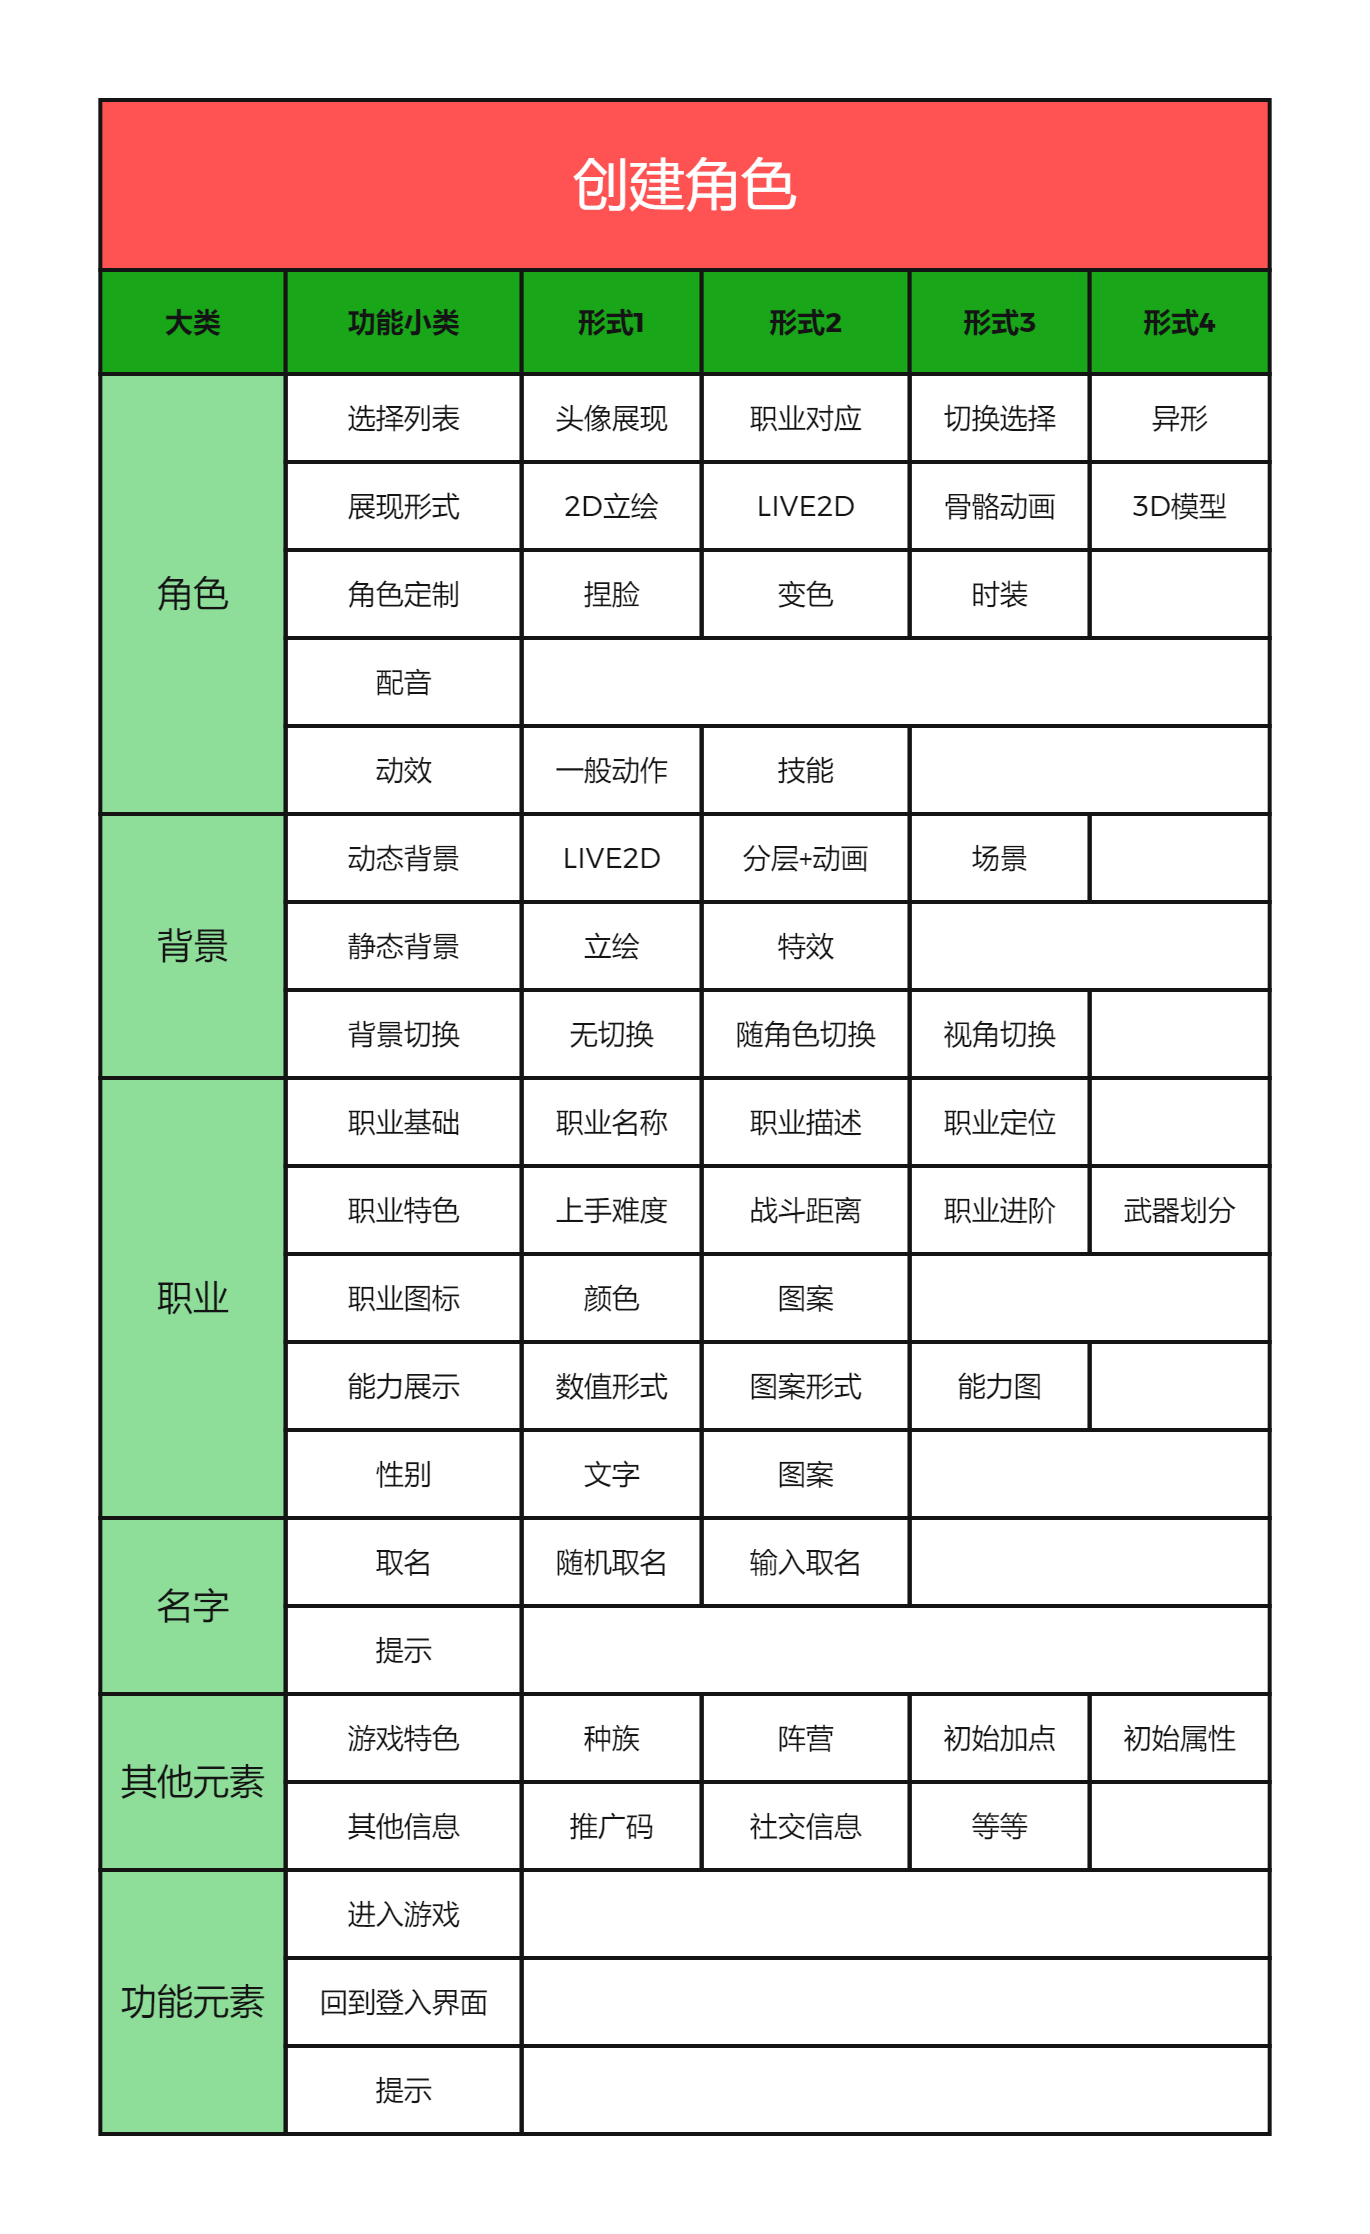 创建角色
大类 功能小类 形式1 形式2 形式3 形式4
角色
选择列表 头像展现 职业对应 切换选择 异形
展现形式 2D立绘 LIVE2D 骨骼动画 3D模型
角色定制 捏脸 变色 时装
配音
动效 一般动作 技能
背景
动态背景 LIVE2D 分层+动画 场景
静态背景 立绘 特效
背景切换 无切换 随角色切换 视角切换
职业
职业基础 职业名称 职业描述 职业定位
职业特色 上手难度 战斗距离 职业进阶 武器划分
职业图标 颜色 图案
能力展示 数值形式 图案形式 能力图
性别 文字 图案
名字
取名 随机取名 输入取名
提示
其他元素
游戏特色 种族 阵营 初始加点 初始属性
其他信息 推广码 社交信息 等等
功能元素
进入游戏
回到登入界面
提示